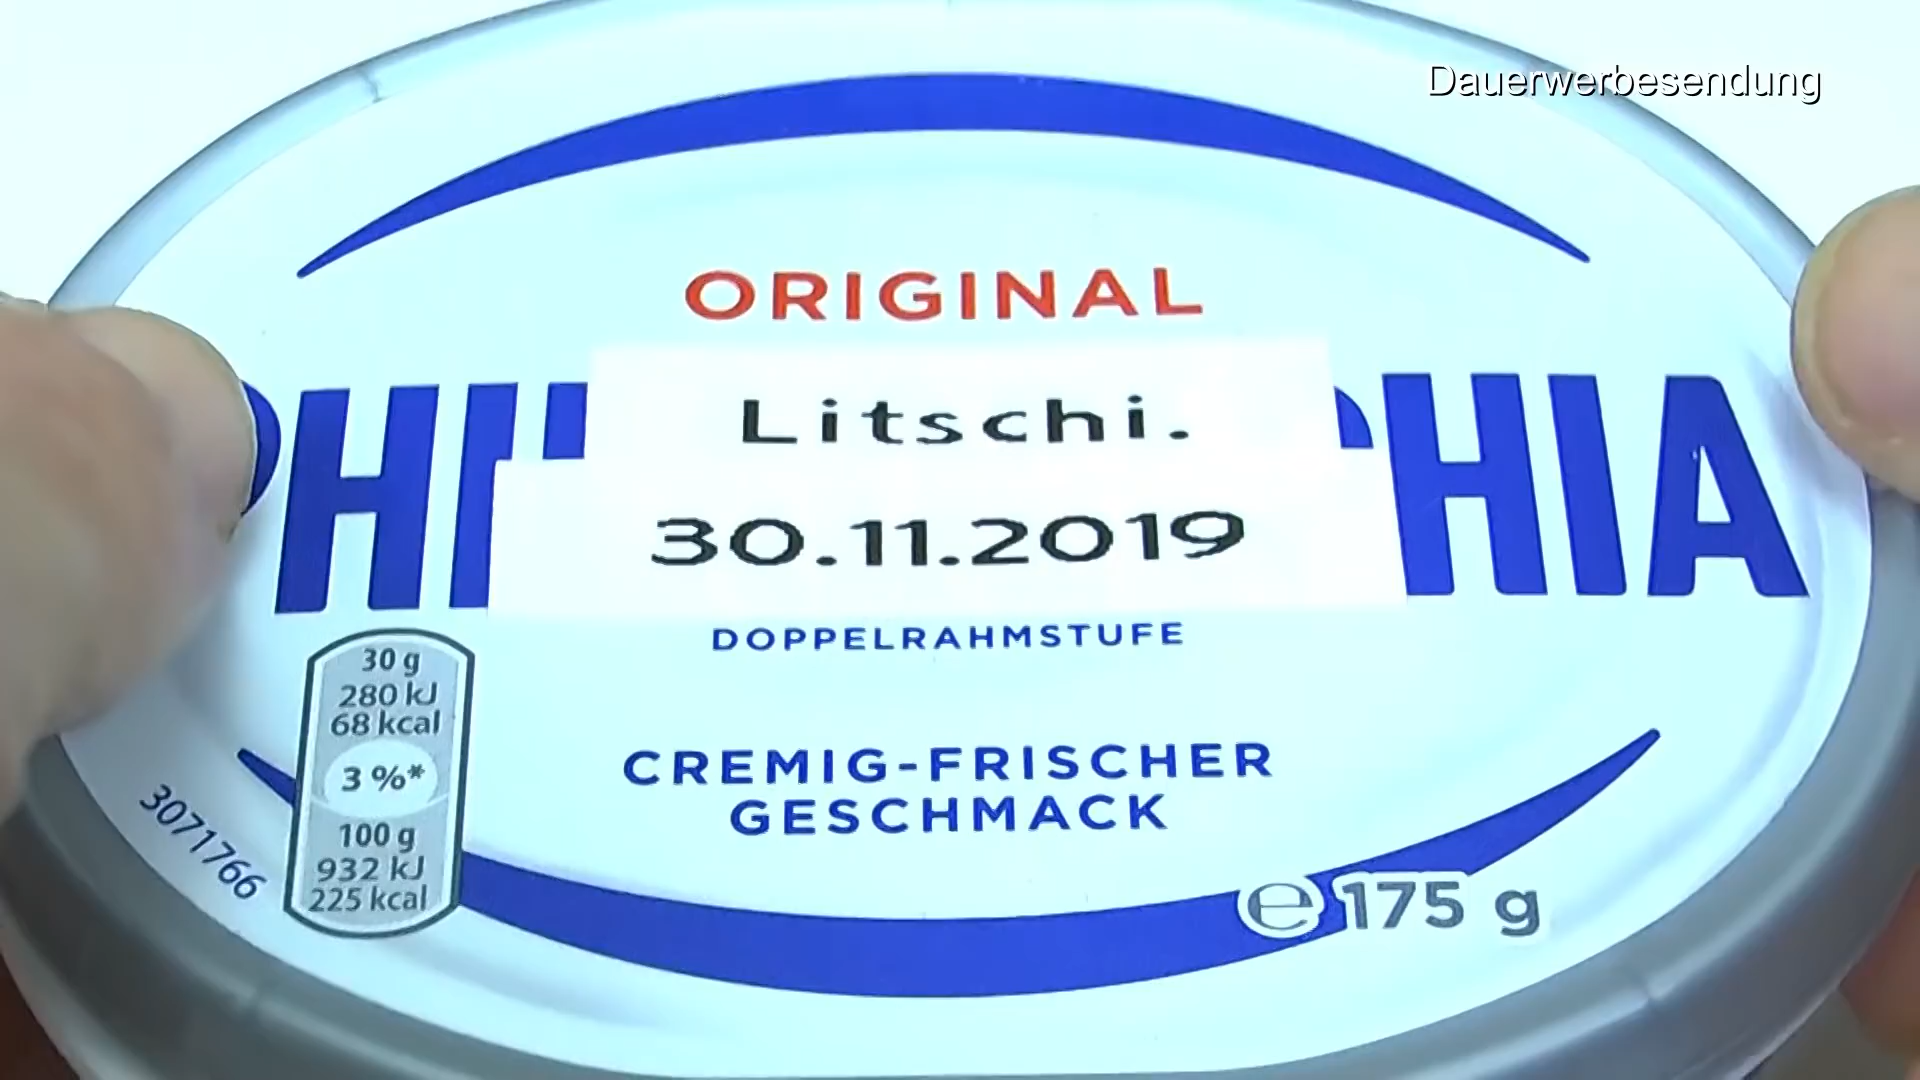 Dauerwerbesendung
ORIGINAL
Litschi.
30.11.2019
DOPPELRAHMSTUFE
CREMIG-FRISCHER
GESCHMACK
30 g
280 kJ
68 kcal
3 %*
100 g
932 kJ
225 kcal
3071766
e 175 g